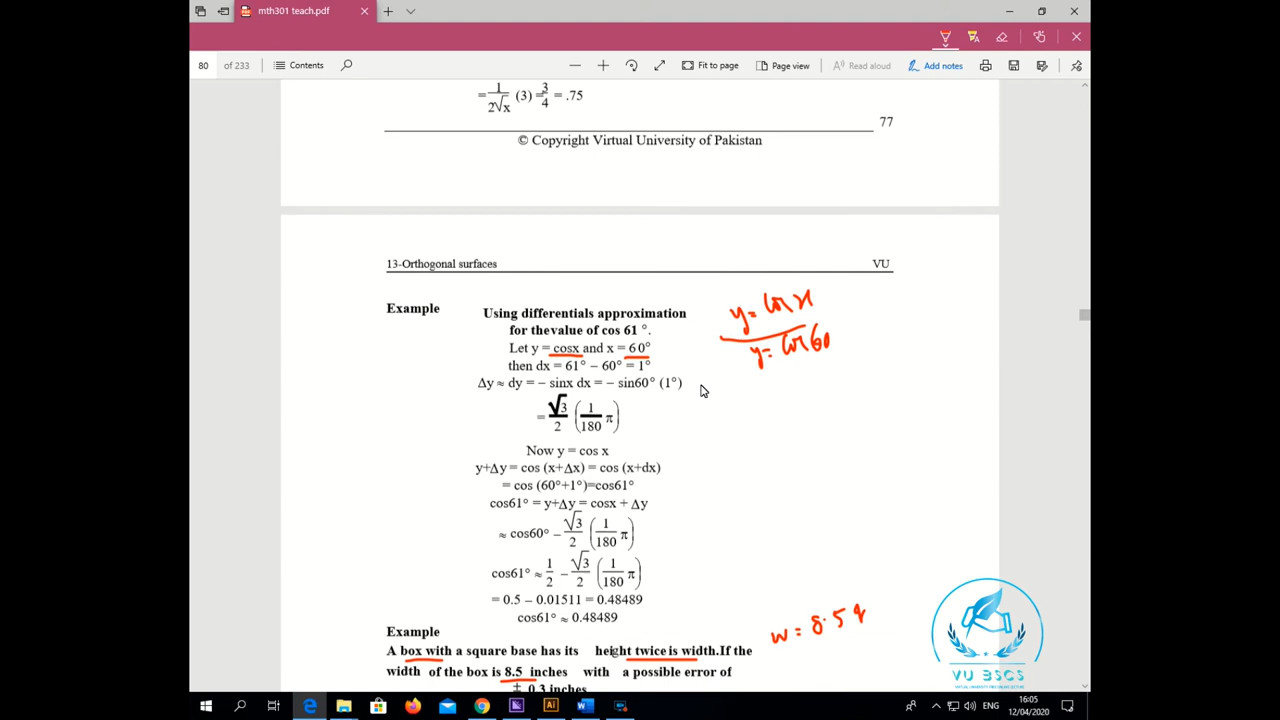 mth301 teach.pdf
80 of 233 Contents Fit to page Page view Read aloud Add notes
= 1/2√x (3) = 3/4 = .75
77
© Copyright Virtual University of Pakistan
13-Orthogonal surfaces VU
Example Using differentials approximation
for thevalue of cos 61 °.
Let y = cosx and x = 60°
then dx = 61° – 60° = 1°
Δy ≈ dy = – sinx dx = – sin60° (1°)
= √3/2 (1/180 π)
y = cos x
y = cos 60
Now y = cos x
y+Δy = cos (x+Δx) = cos (x+dx)
= cos (60°+1°)=cos61°
cos61° = y+Δy = cosx + Δy
≈ cos60° – √3/2 (1/180 π)
cos61° ≈ 1/2 – √3/2 (1/180 π)
= 0.5 – 0.01511 = 0.48489
cos61° ≈ 0.48489
Example
w = 8.5
A box with a square base has its height twice is width.If the
width of the box is 8.5 inches with a possible error of
± 0.3 inches
VU BSCS
ENG
16:05
12/04/2020